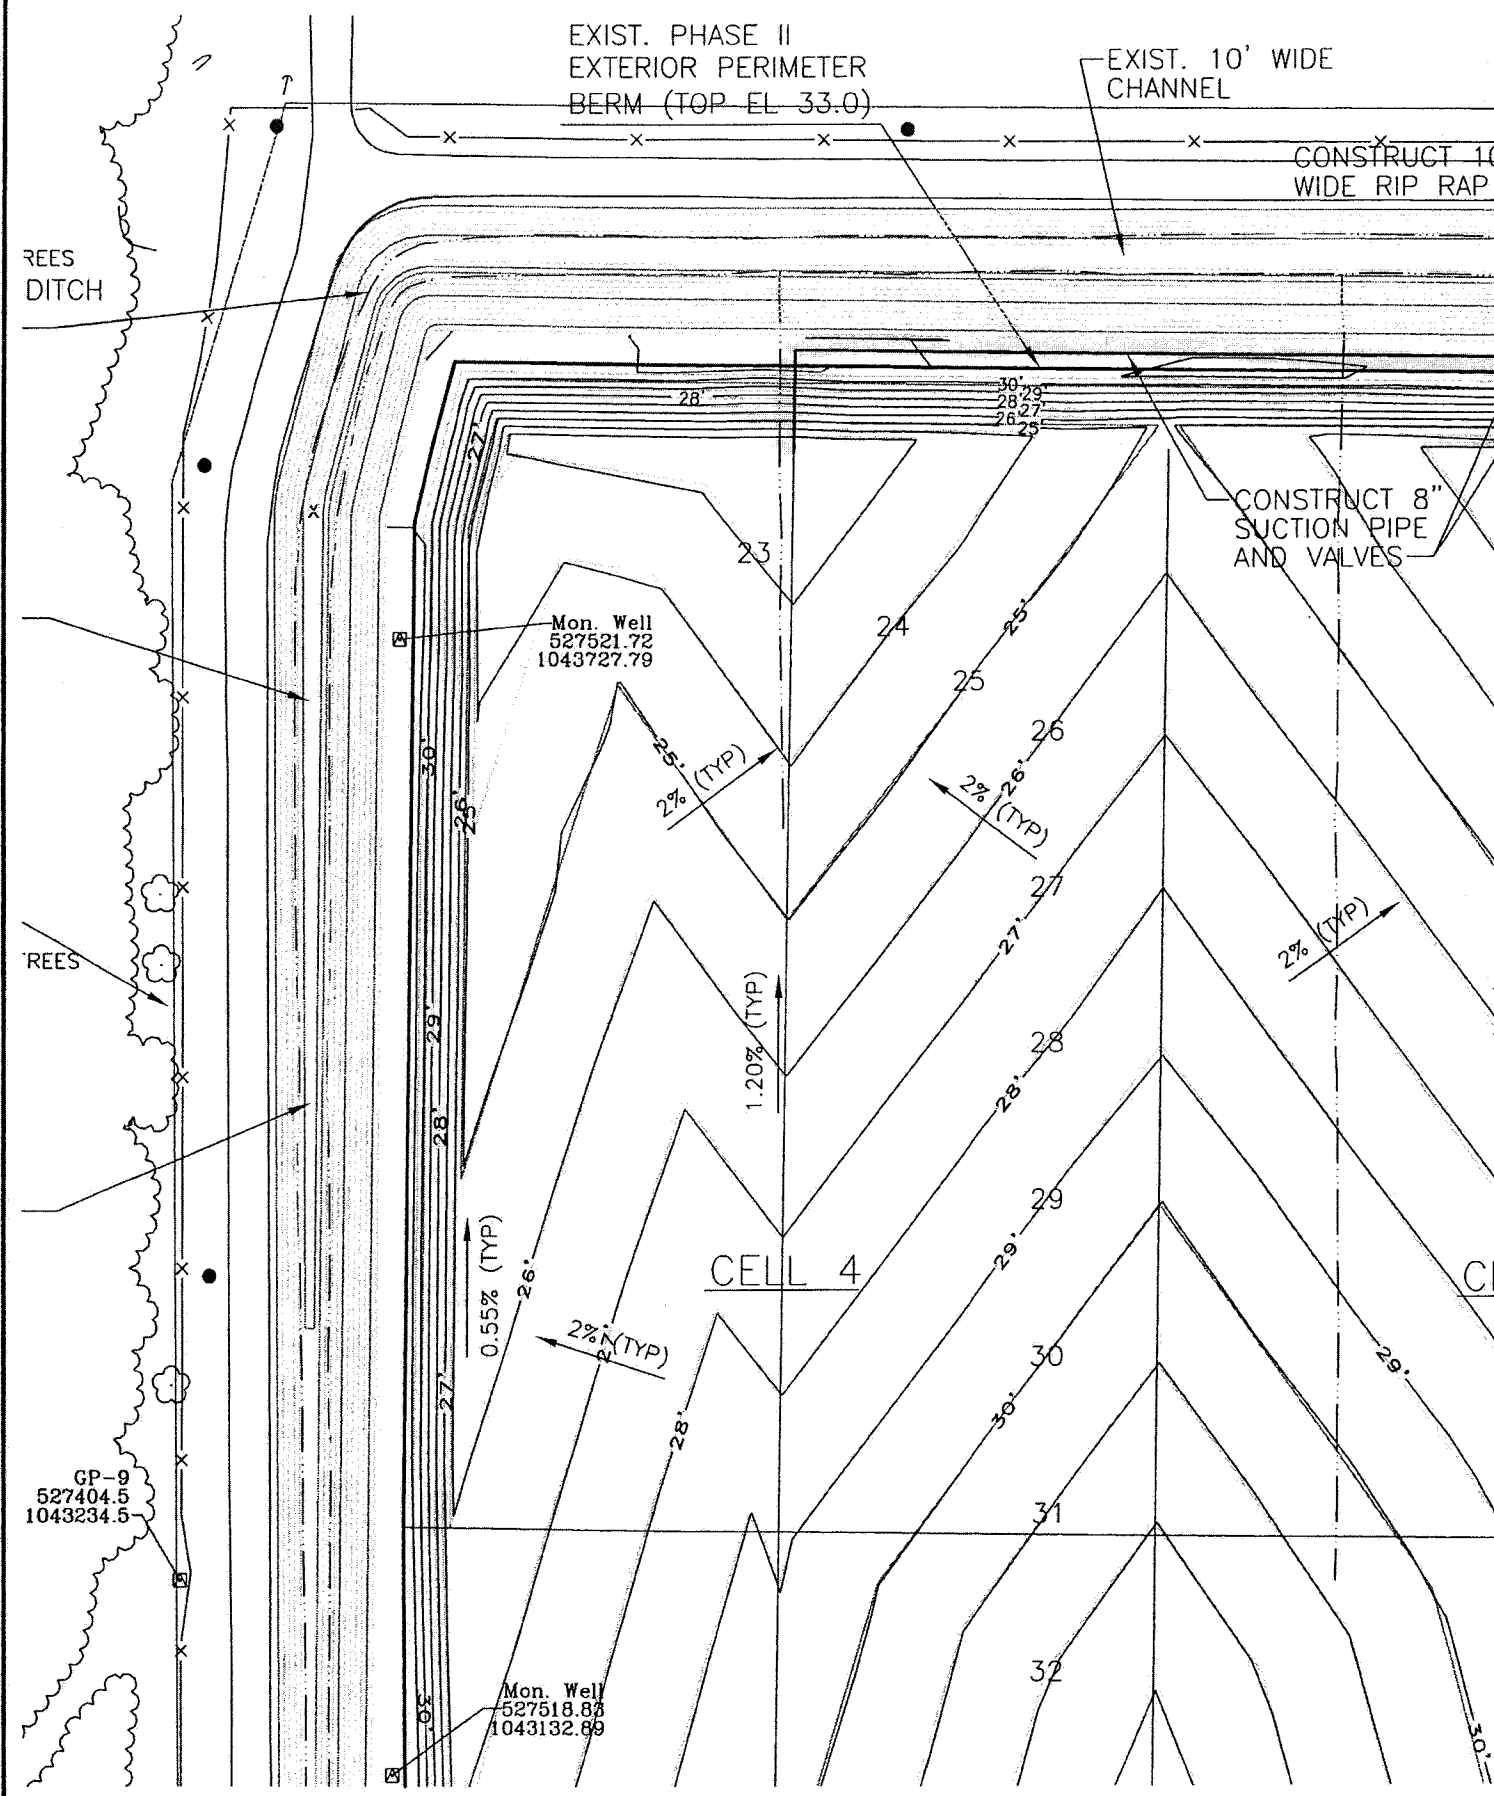 EXIST. PHASE II
EXTERIOR PERIMETER
BERM (TOP EL 33.0)
EXIST. 10' WIDE
CHANNEL
CONSTRUCT 10
WIDE RIP RAP
REES
DITCH
30'
29'
28'
28'
27'
26'
25'
27'
CONSTRUCT 8"
SUCTION PIPE
AND VALVES
23
24
25'
25
Mon. Well
527521.72
1043727.79
30'
26'
25'
25'
2% (TYP)
26
26'
2% (TYP)
27
27'
2% (TYP)
REES
29'
28'
1.20% (TYP)
28
28'
29
29'
CELL 4
0.55% (TYP)
26'
2% (TYP)
27'
30
30'
29'
27'
28'
GP-9
527404.5
1043234.5
31
32
Mon. Well
527518.83
1043132.89
30'
30'